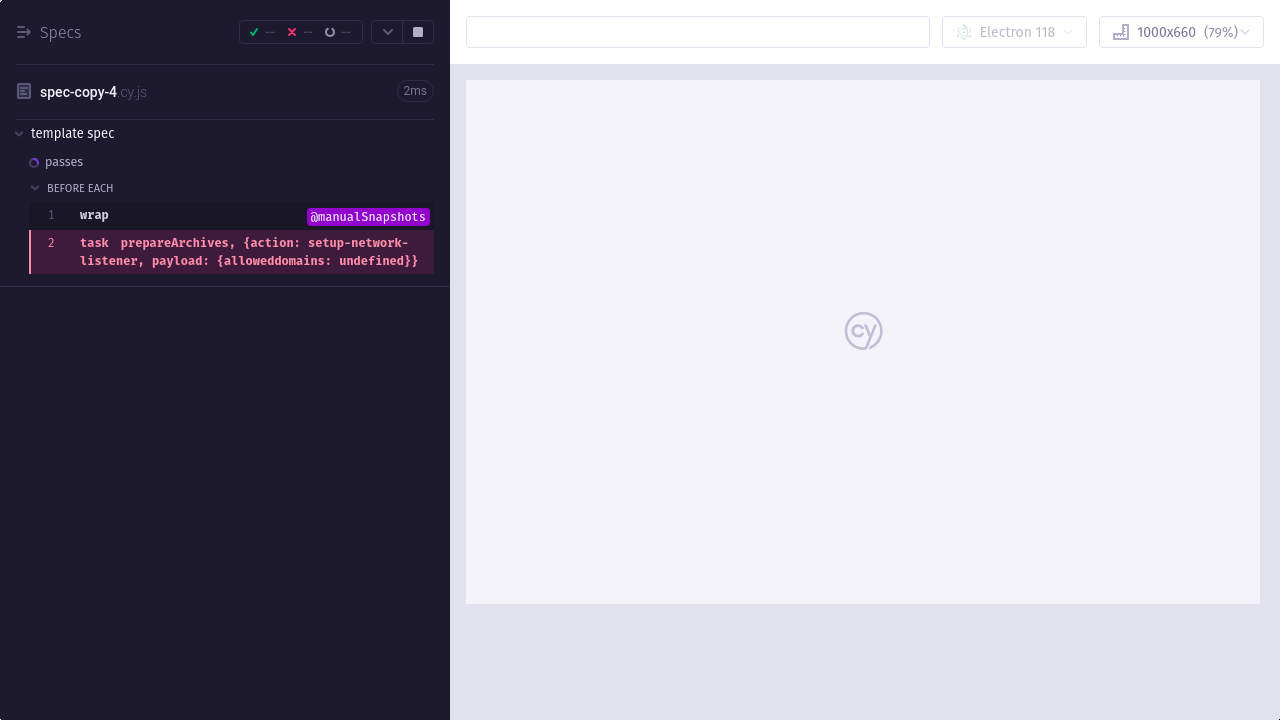 Specs
--
--
--
Electron 118
1000x660 (79%)
spec-copy-4.cy.js
2ms
template spec
passes
BEFORE EACH
1 wrap @manualSnapshots
2 task prepareArchives, {action: setup-network-
listener, payload: {alloweddomains: undefined}}
cy